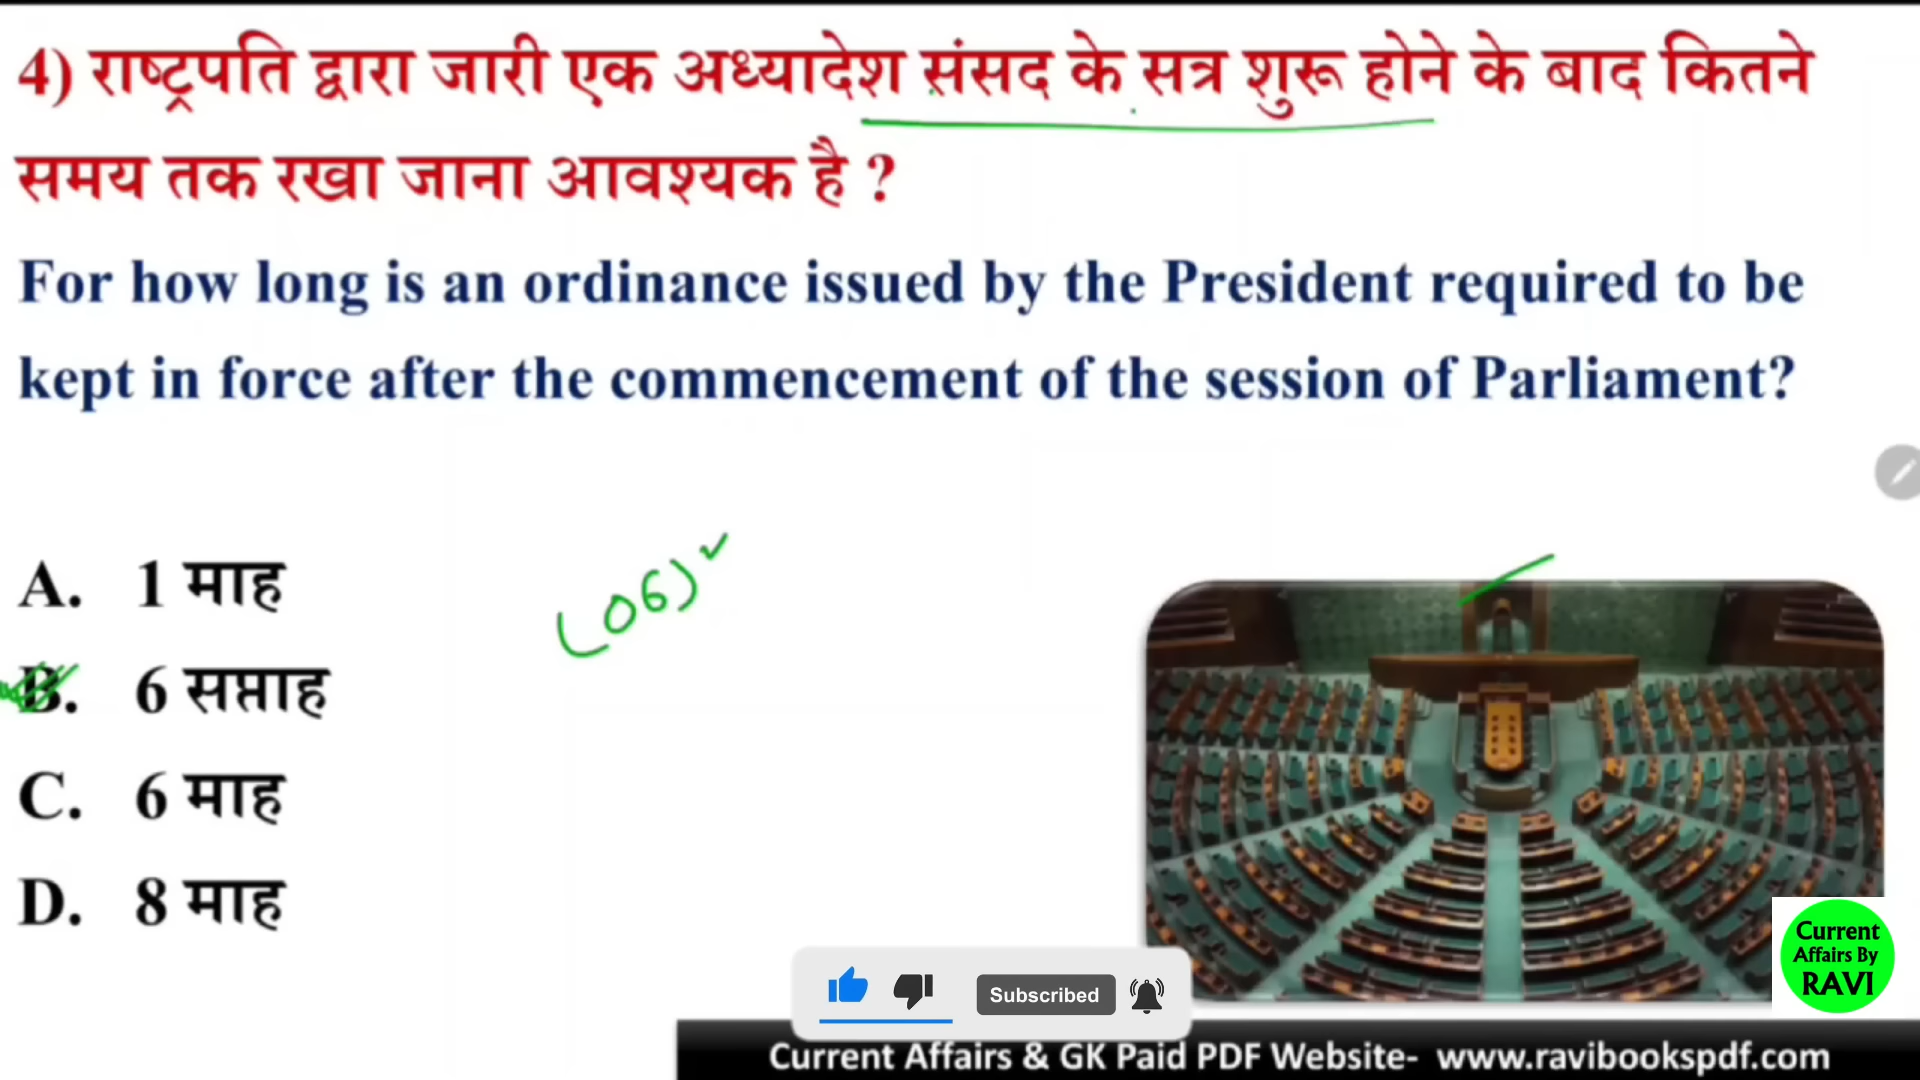 4) राष्ट्रपति द्वारा जारी एक अध्यादेश संसद के सत्र शुरू होने के बाद कितने
समय तक रखा जाना आवश्यक है ?
For how long is an ordinance issued by the President required to be
kept in force after the commencement of the session of Parliament?
A. 1 माह
(06)
B. 6 सप्ताह
C. 6 माह
D. 8 माह
Current
Affairs By
RAVI
Subscribed
Current Affairs & GK Paid PDF Website- www.ravibookspdf.com